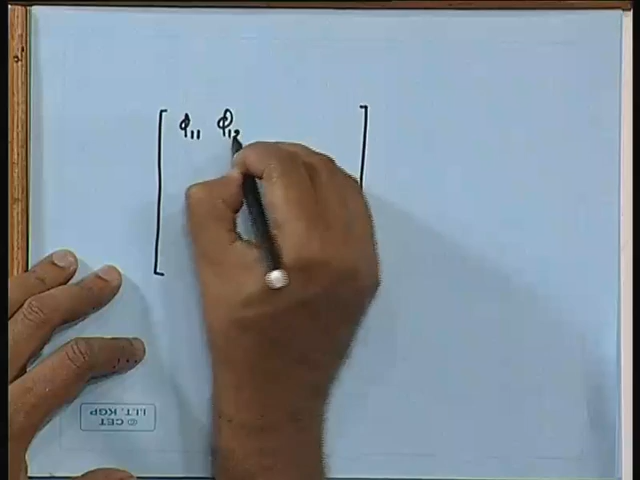 [ φ₁₁ φ₁₂ ]
© CET
I.I.T. KGP